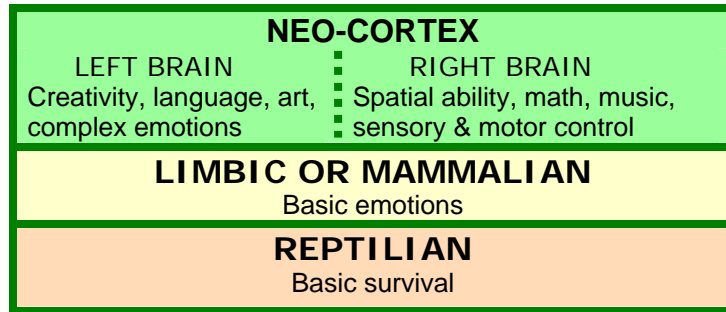 NEO-CORTEX
LEFT BRAIN
Creativity, language, art,
complex emotions
RIGHT BRAIN
Spatial ability, math, music,
sensory & motor control
LIMBIC OR MAMMALIAN
Basic emotions
REPTILIAN
Basic survival